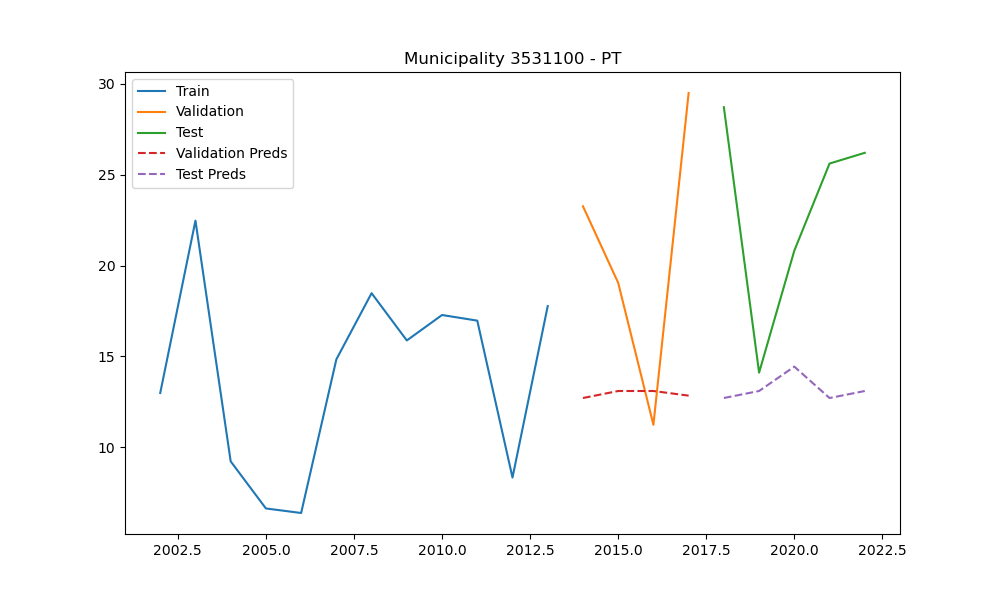 Municipality 3531100 - PT
Train
Validation
Test
Validation Preds
Test Preds
30
25
20
15
10
2002.5 2005.0 2007.5 2010.0 2012.5 2015.0 2017.5 2020.0 2022.5